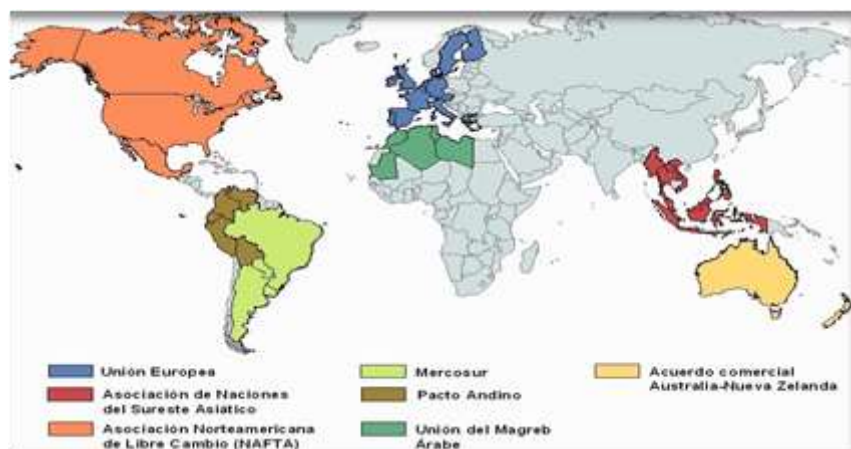 Unión Europea
Asociación de Naciones
del Sureste Asiático
Asociación Norteamericana
de Libre Cambio (NAFTA)
Mercosur
Pacto Andino
Unión del Magreb
Árabe
Acuerdo comercial
Australia-Nueva Zelanda